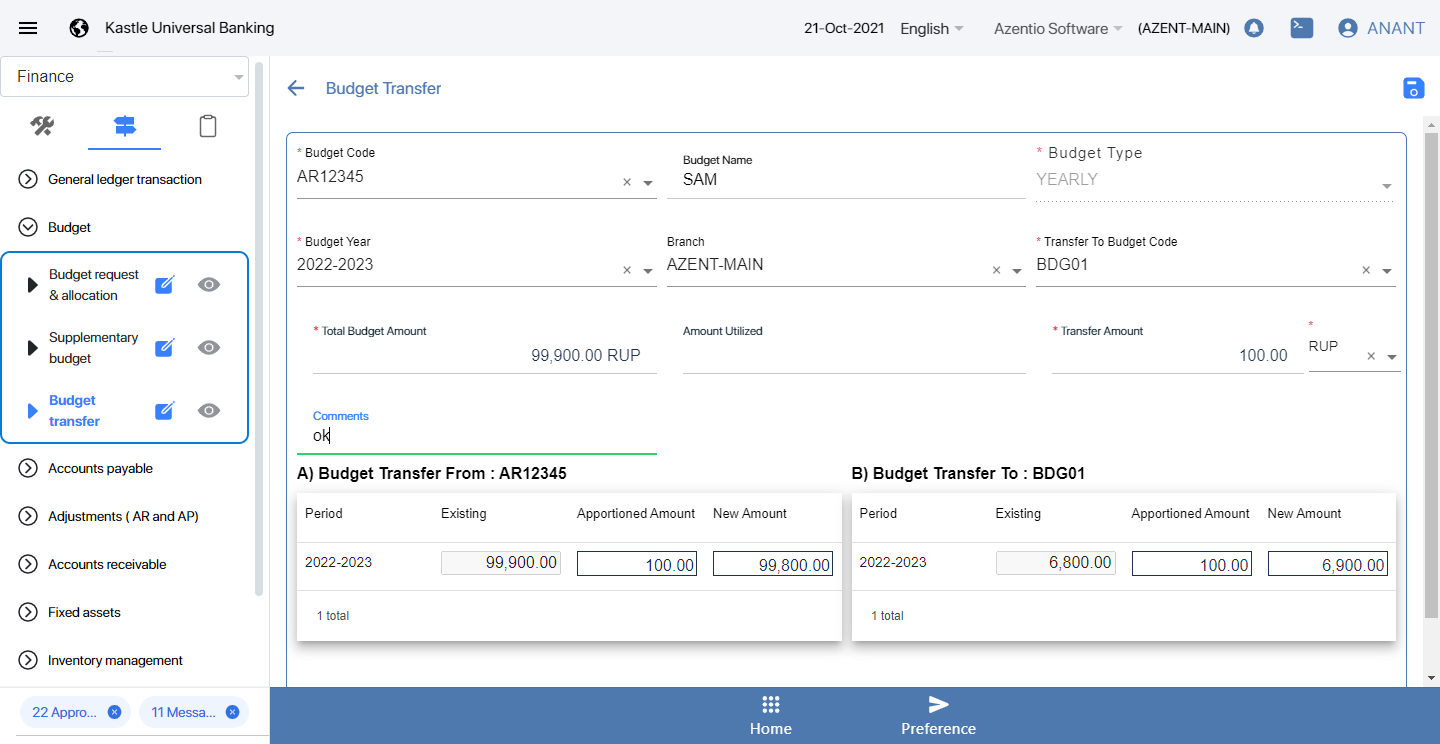 Kastle Universal Banking
21-Oct-2021 English Azentio Software (AZENT-MAIN) ANANT
Finance
General ledger transaction
Budget
Budget request
& allocation
Supplementary
budget
Budget
transfer
Accounts payable
Adjustments ( AR and AP)
Accounts receivable
Fixed assets
Inventory management
22 Appro...
11 Messa...
Budget Transfer
* Budget Code
AR12345
Budget Name
SAM
* Budget Type
YEARLY
* Budget Year
2022-2023
Branch
AZENT-MAIN
* Transfer To Budget Code
BDG01
* Total Budget Amount
99,900.00 RUP
Amount Utilized
* Transfer Amount
100.00
*
RUP
Comments
ok
A) Budget Transfer From : AR12345
Period Existing Apportioned Amount New Amount
2022-2023 99,900.00 100.00 99,800.00
1 total
B) Budget Transfer To : BDG01
Period Existing Apportioned Amount New Amount
2022-2023 6,800.00 100.00 6,900.00
1 total
Home
Preference